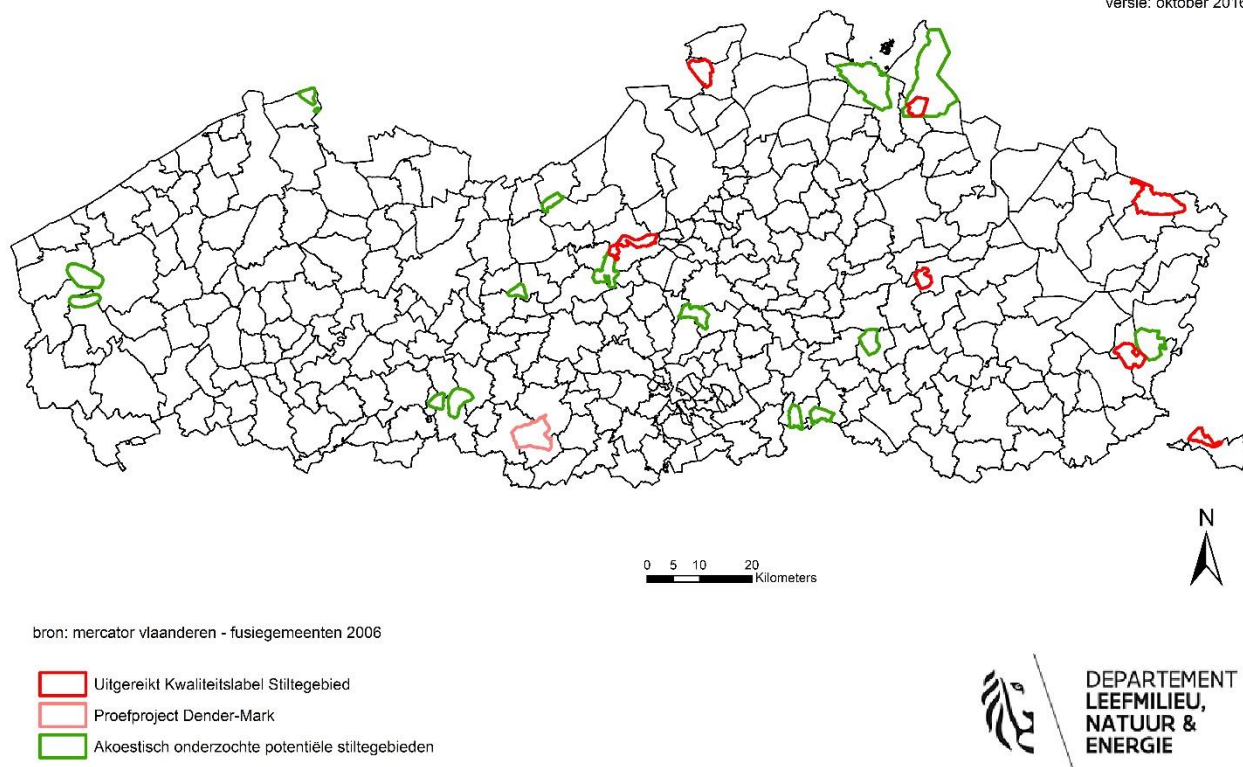 versie: oktober 2016
N
0 5 10 20
Kilometers
bron: mercator vlaanderen - fusiegemeenten 2006
Uitgereikt Kwaliteitslabel Stiltegebied
Proefproject Dender-Mark
Akoestisch onderzochte potentiële stiltegebieden
DEPARTEMENT
LEEFMILIEU,
NATUUR &
ENERGIE